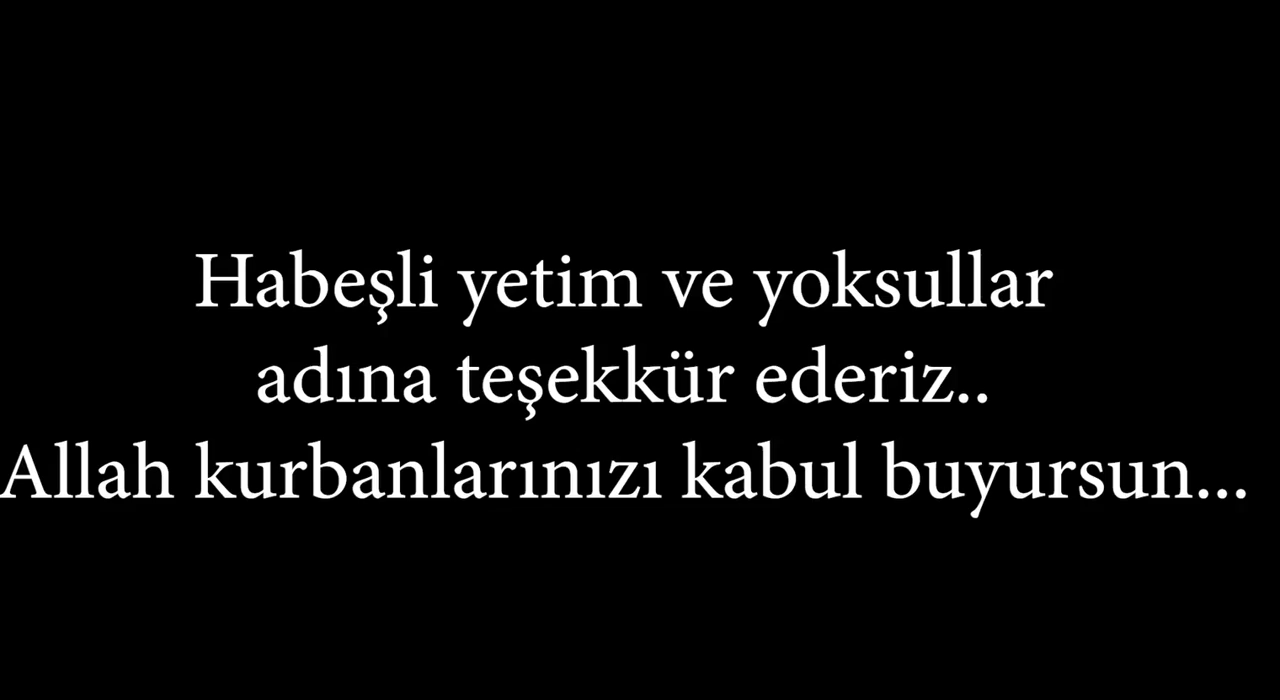 Habeşli yetim ve yoksullar
adına teşekkür ederiz..
Allah kurbanlarınızı kabul buyursun...